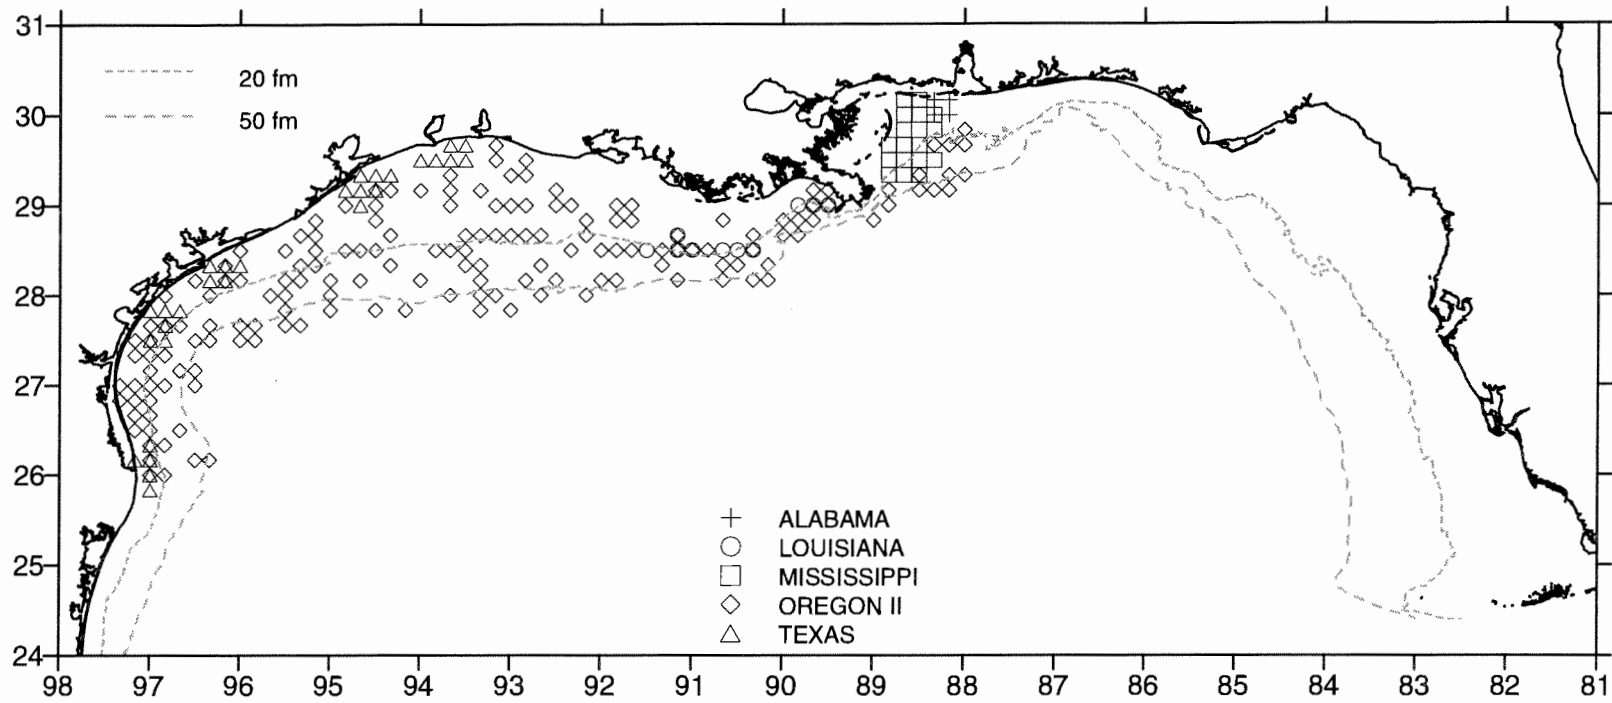 31
20 fm
30
50 fm
29
28
27
26
ALABAMA
25
LOUISIANA
MISSISSIPPI
OREGON II
TEXAS
24
98 97 96 95 94 93 92 91 90 89 88 87 86 85 84 83 82 81